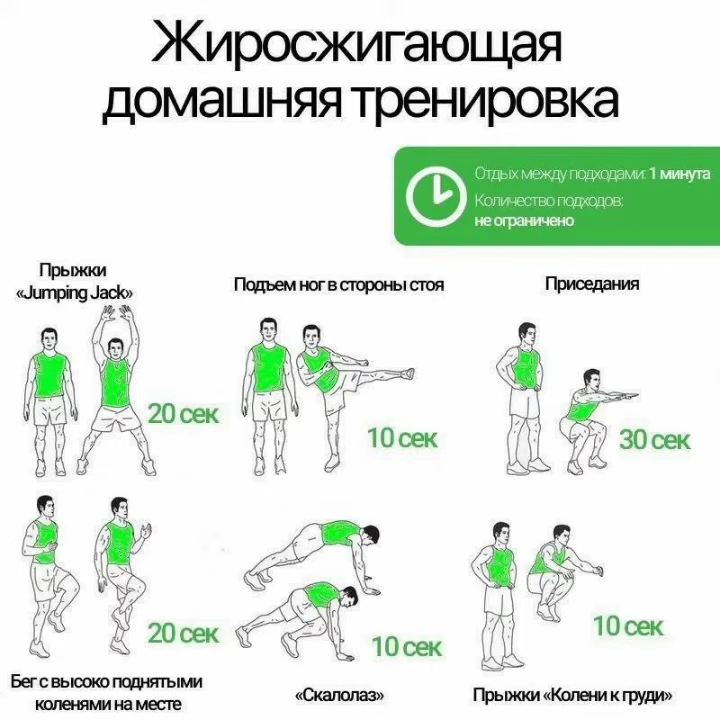 Жиросжигающая
домашняя тренировка
Отдых между подходами: 1 минута
Количество подходов:
не ограничено
Прыжки
«Jumping Jack»
20 сек
Подъем ног в стороны стоя
10 сек
Приседания
30 сек
20 сек
Бег с высоко поднятыми
коленями на месте
10 сек
«Скалолаз»
10 сек
Прыжки «Колени к груди»